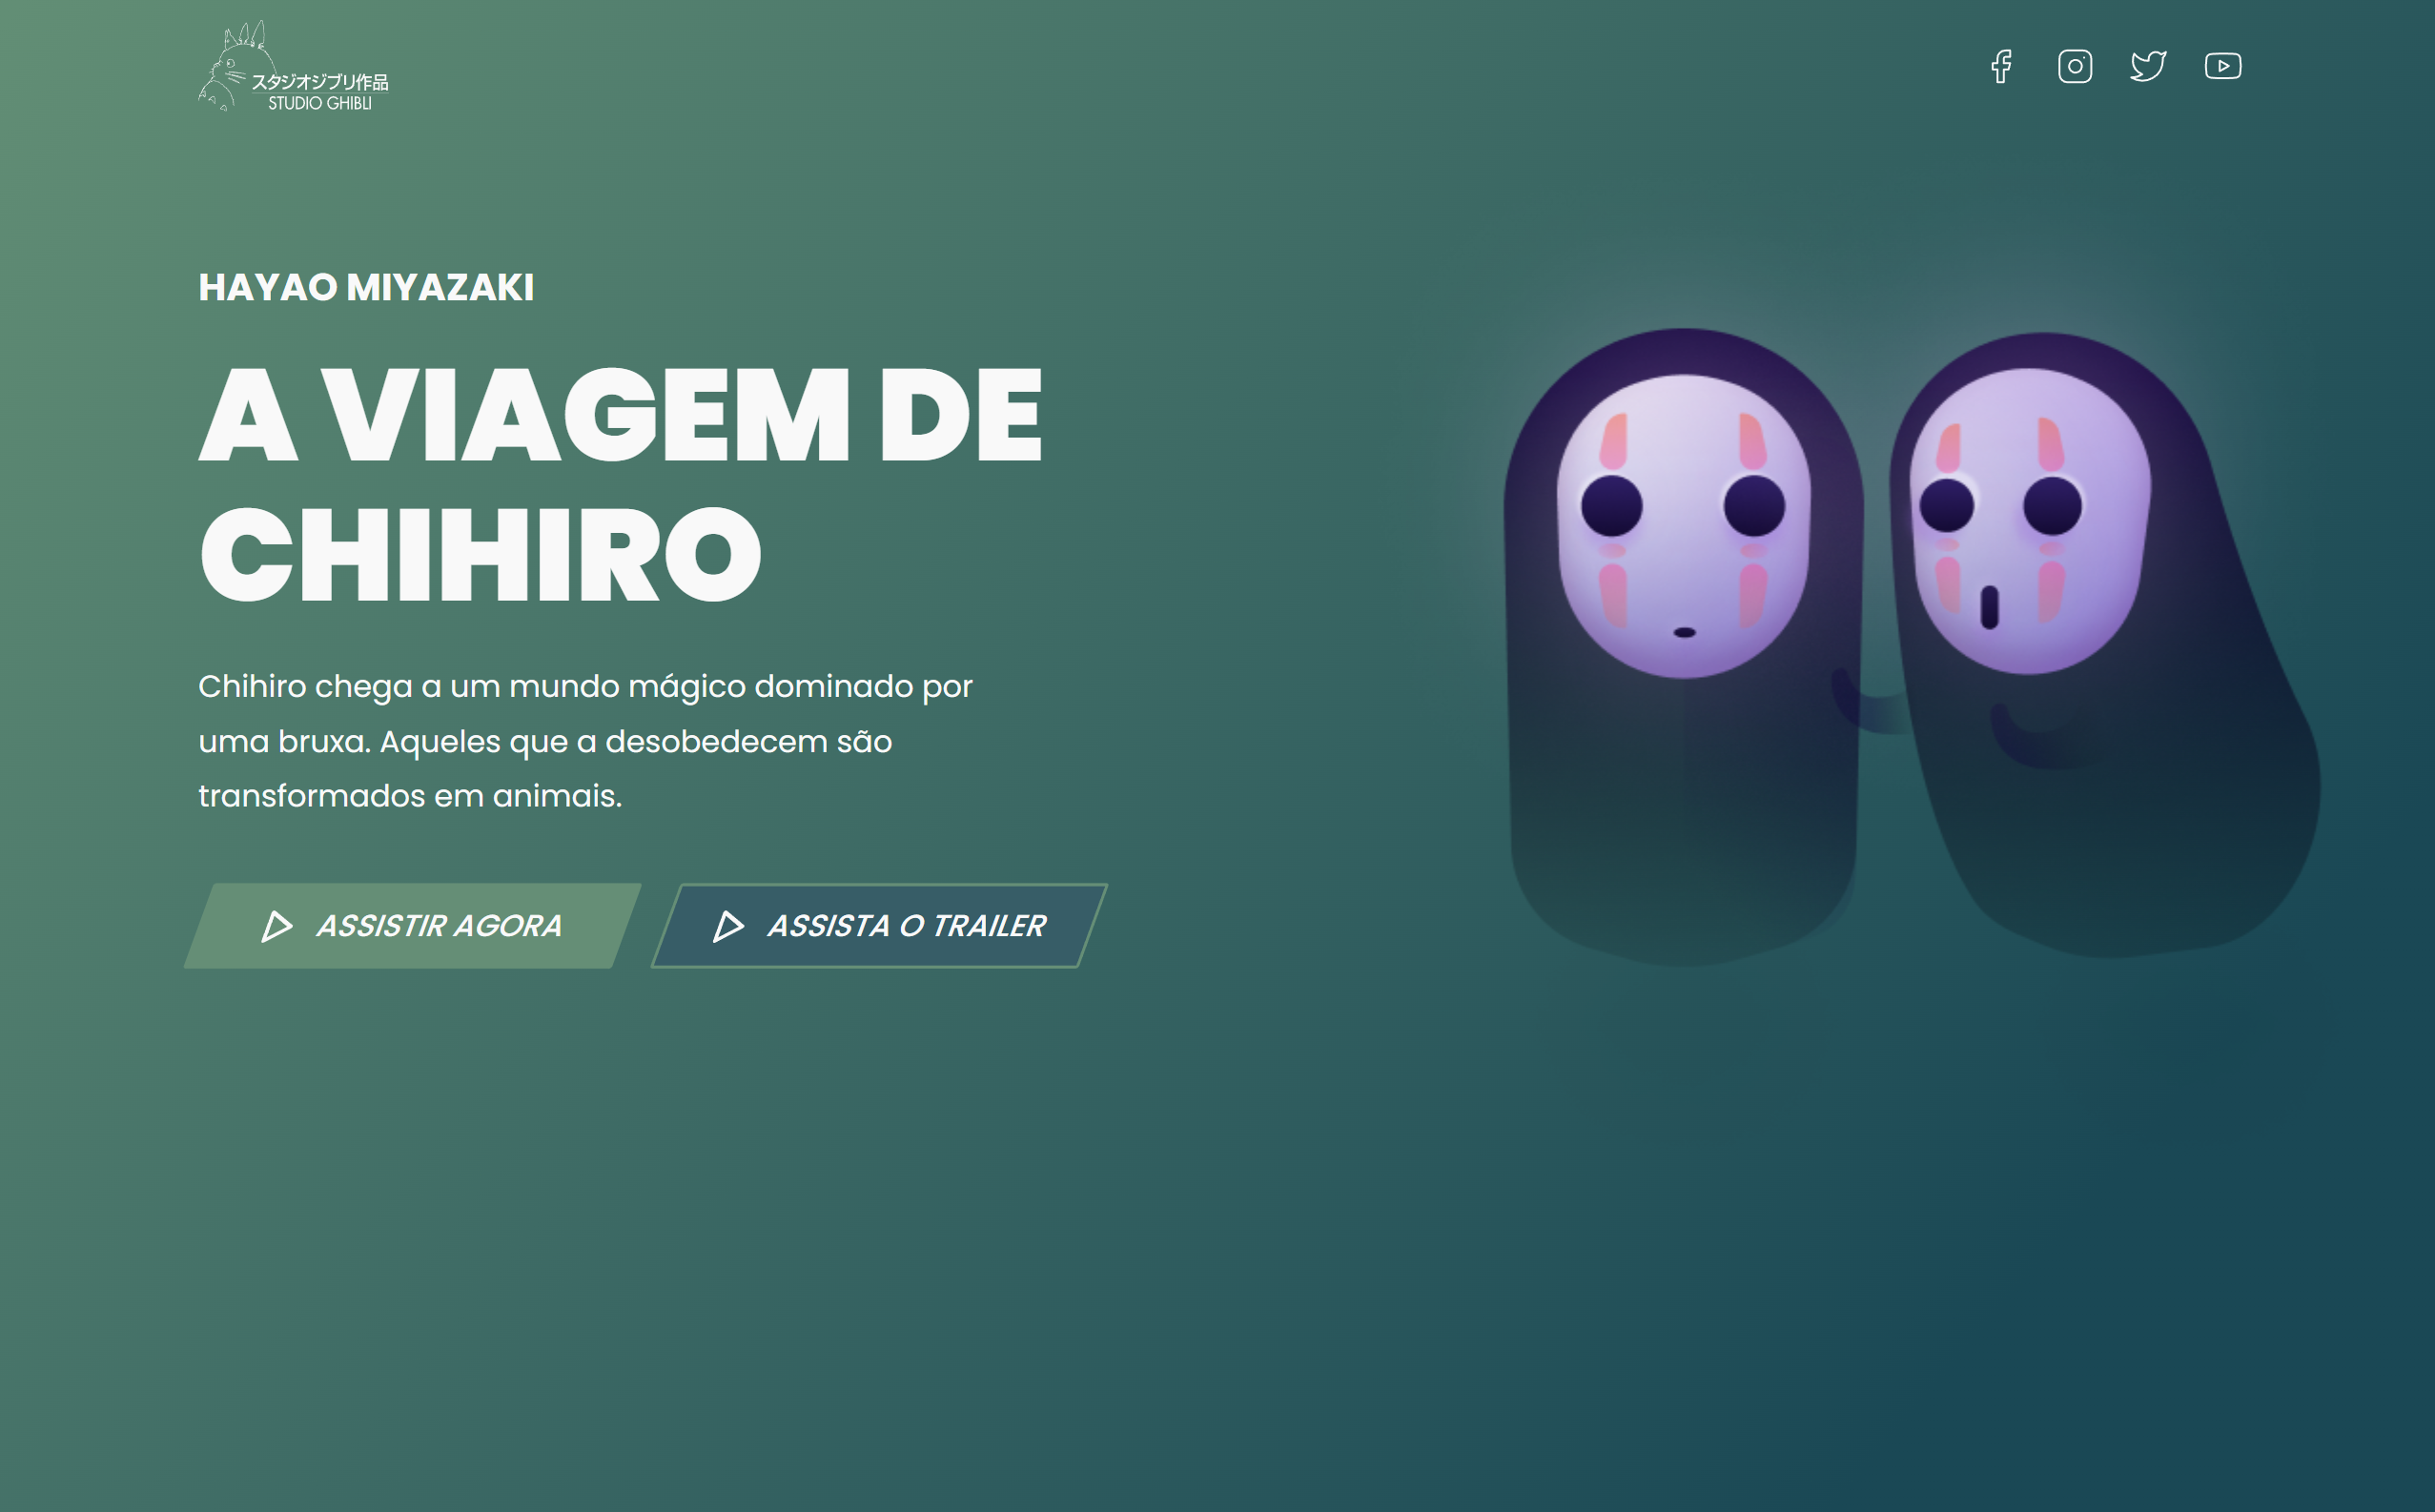 スタジオジブリ作品
STUDIO GHIBLI
HAYAO MIYAZAKI
A VIAGEM DE
CHIHIRO
Chihiro chega a um mundo mágico dominado por
uma bruxa. Aqueles que a desobedecem são
transformados em animais.
ASSISTIR AGORA
ASSISTA O TRAILER